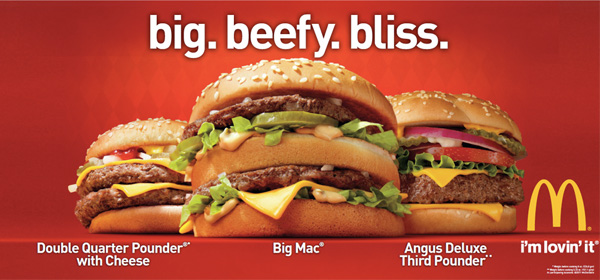 big. beefy. bliss.
Double Quarter Pounder®*
with Cheese
Big Mac®
Angus Deluxe
Third Pounder**
i'm lovin' it®